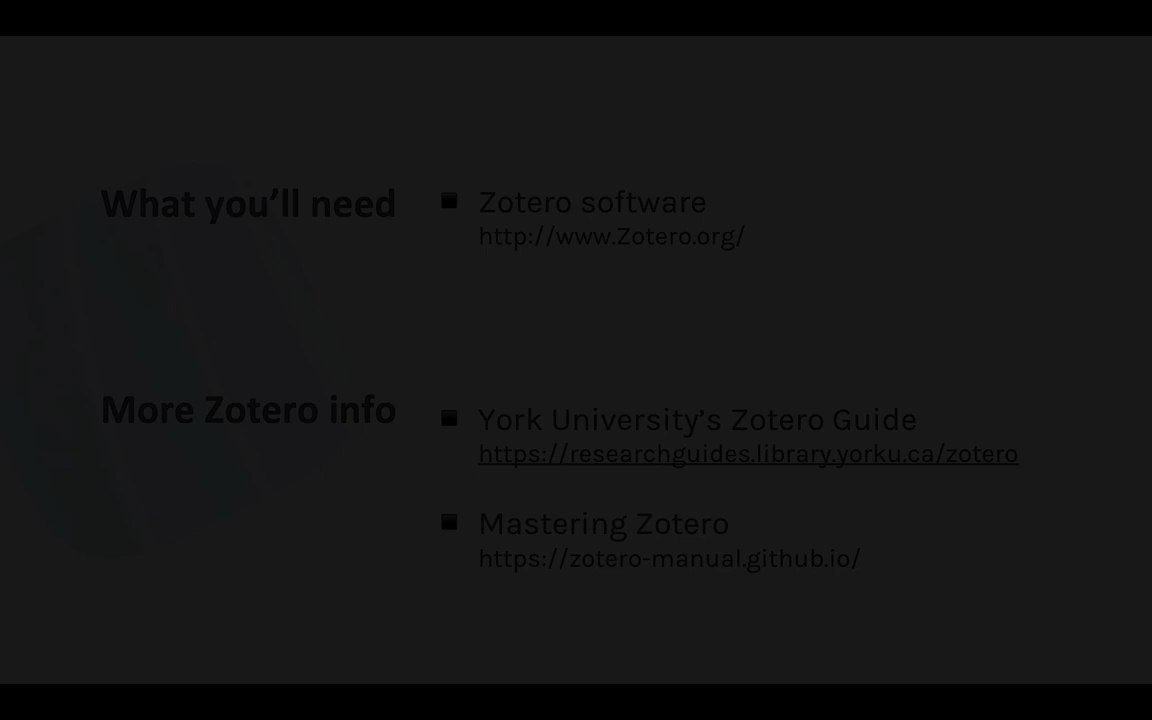 What you'll need
Zotero software
http://www.Zotero.org/
More Zotero info
York University's Zotero Guide
https://researchguides.library.yorku.ca/zotero
Mastering Zotero
https://zotero-manual.github.io/